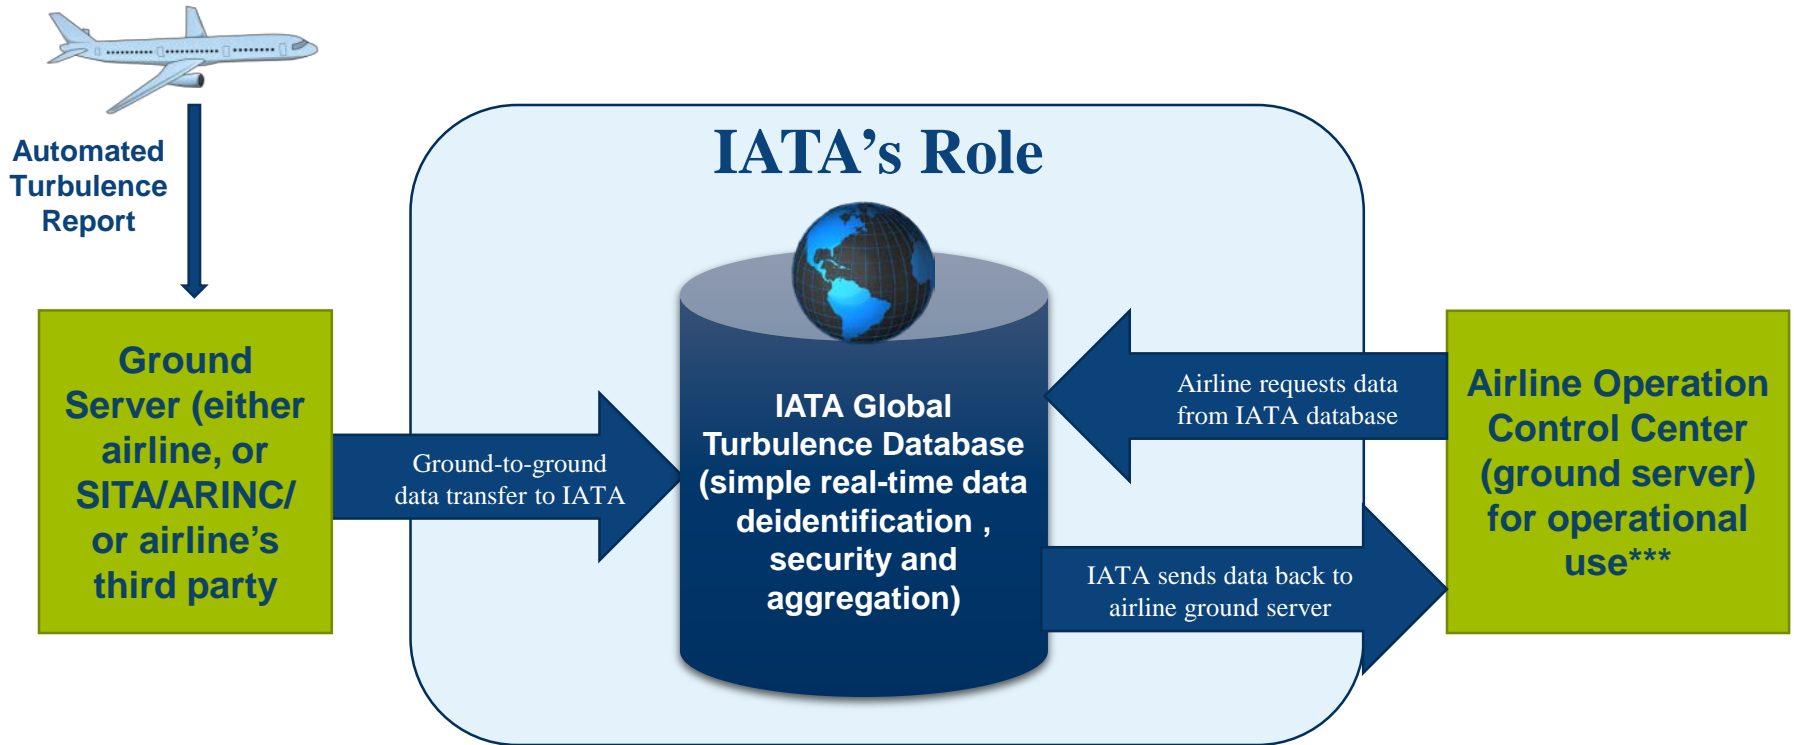 Automated
Turbulence
Report
IATA’s Role
Ground
Server (either
airline, or
SITA/ARINC/
or airline’s
third party
Ground-to-ground
data transfer to IATA
IATA Global
Turbulence Database
(simple real-time data
deidentification ,
security and
aggregation)
Airline requests data
from IATA database
IATA sends data back to
airline ground server
Airline Operation
Control Center
(ground server)
for operational
use***